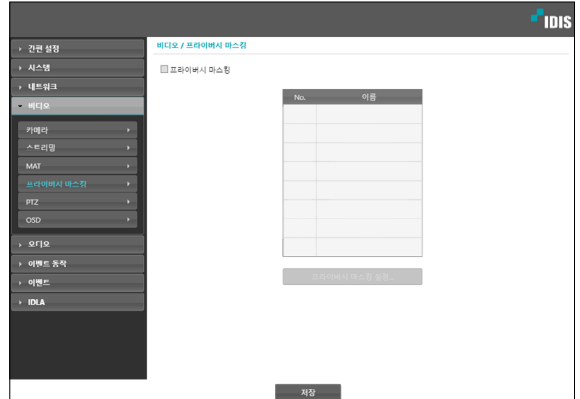 IDIS
간편 설정
시스템
네트워크
비디오
카메라
스트리밍
MAT
프라이버시 마스킹
PTZ
OSD
오디오
이벤트 동작
이벤트
IDLA
비디오 / 프라이버시 마스킹
프라이버시 마스킹
No. 이름
프라이버시 마스킹 설정...
저장